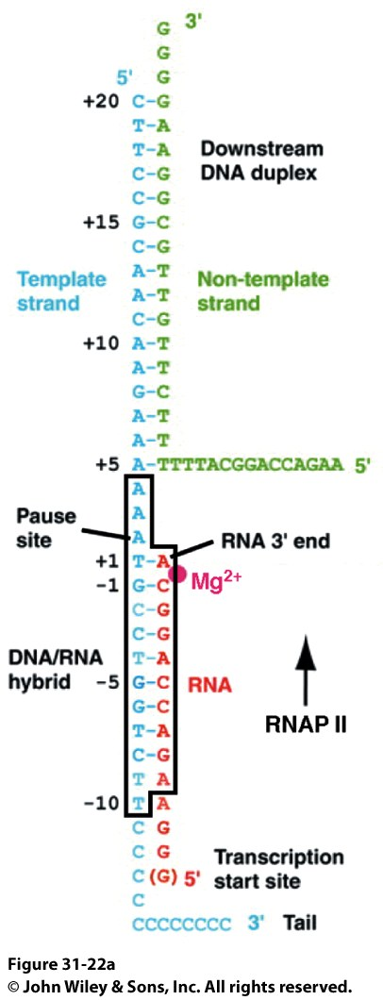 G 3'
G
5' G
+20 C-G
T-A
T-A
Downstream
DNA duplex
C-G
C-G
+15 G-C
C-G
A-T
Template
strand
Non-template
strand
A-T
C-G
+10 A-T
A-T
G-C
A-T
A-T
+5 A-TTTTACGGACCAGAA 5'
A
A
A
Pause
site
RNA 3' end
+1 T-A
Mg2+
-1 G-C
C-G
C-G
T-A
DNA/RNA
hybrid
-5 G-C
RNA
G-C
T-A
RNAP II
C-G
T-A
-10 T-A
C G
C G
C (G) 5'
Transcription
start site
C
CCCCCCCC 3' Tail
Figure 31-22a
© John Wiley & Sons, Inc. All rights reserved.